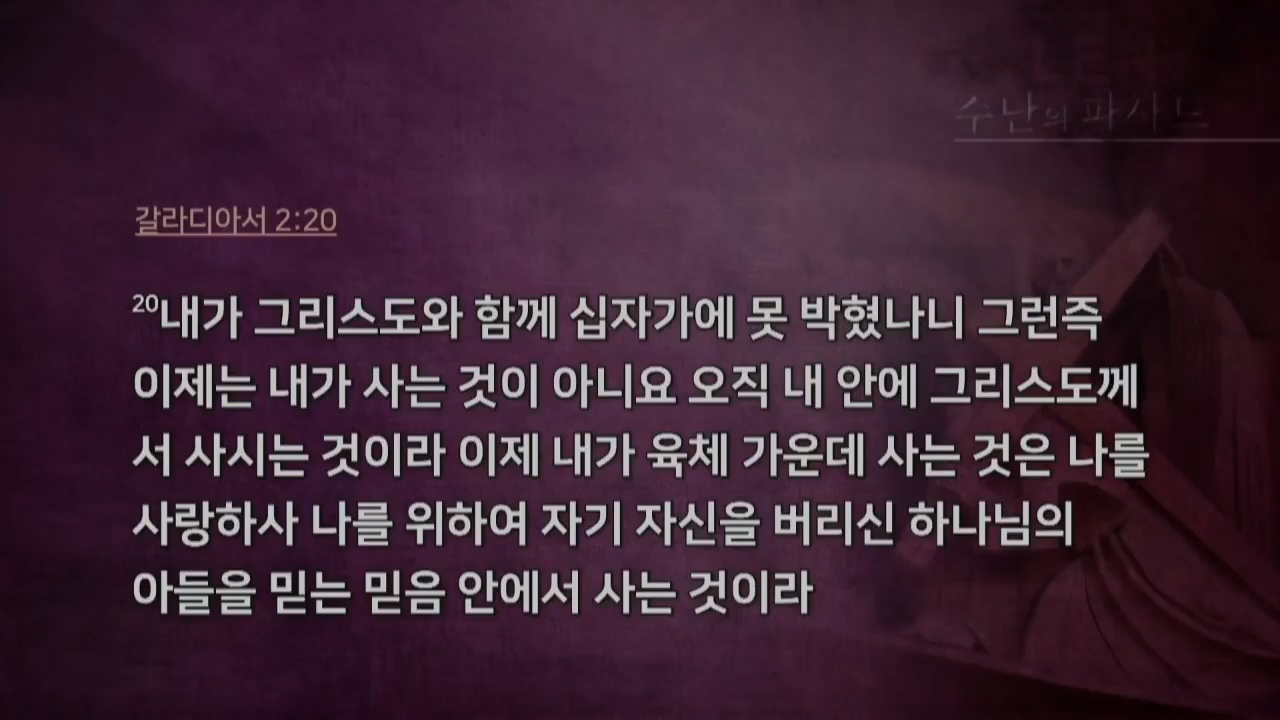 수난의 파사느
갈라디아서 2:20
20내가 그리스도와 함께 십자가에 못 박혔나니 그런즉
이제는 내가 사는 것이 아니요 오직 내 안에 그리스도께
서 사시는 것이라 이제 내가 육체 가운데 사는 것은 나를
사랑하사 나를 위하여 자기 자신을 버리신 하나님의
아들을 믿는 믿음 안에서 사는 것이라